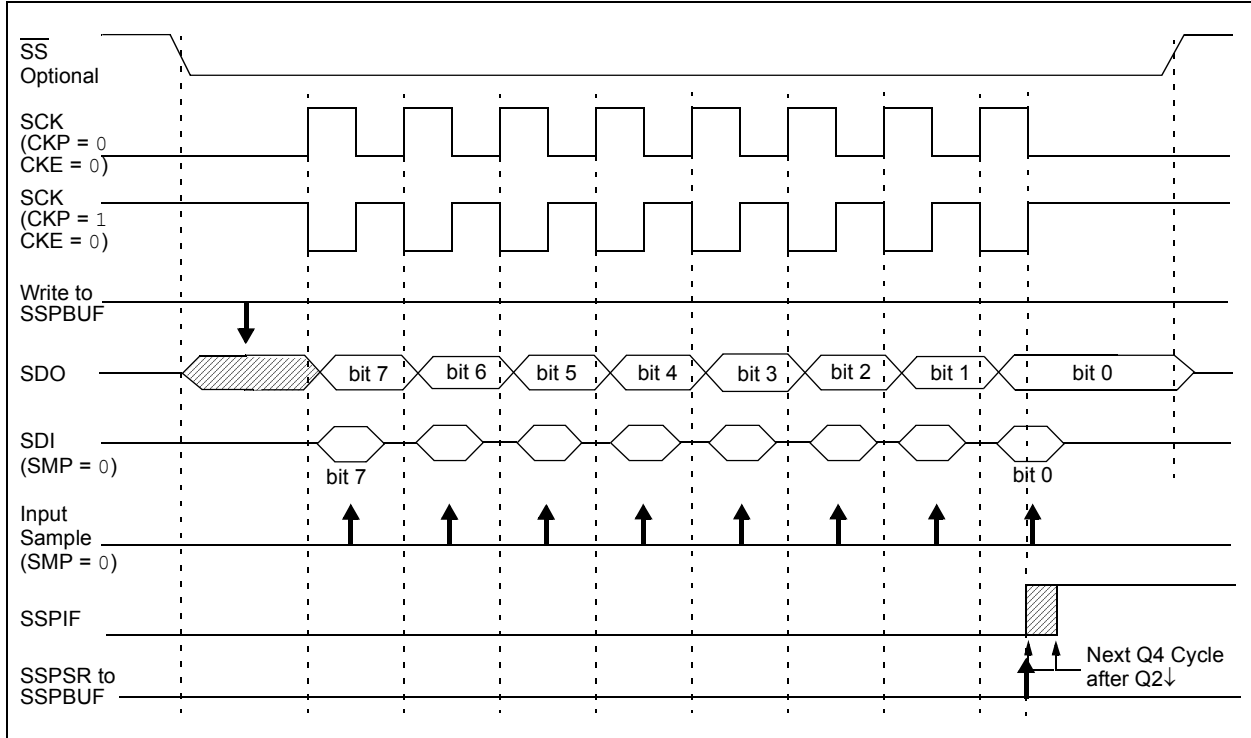 SS
Optional
SCK
(CKP = 0
CKE = 0)
SCK
(CKP = 1
CKE = 0)
Write to
SSPBUF
SDO
bit 7
bit 6
bit 5
bit 4
bit 3
bit 2
bit 1
bit 0
SDI
(SMP = 0)
bit 7
bit 0
Input
Sample
(SMP = 0)
SSPIF
Next Q4 Cycle
after Q2↓
SSPSR to
SSPBUF